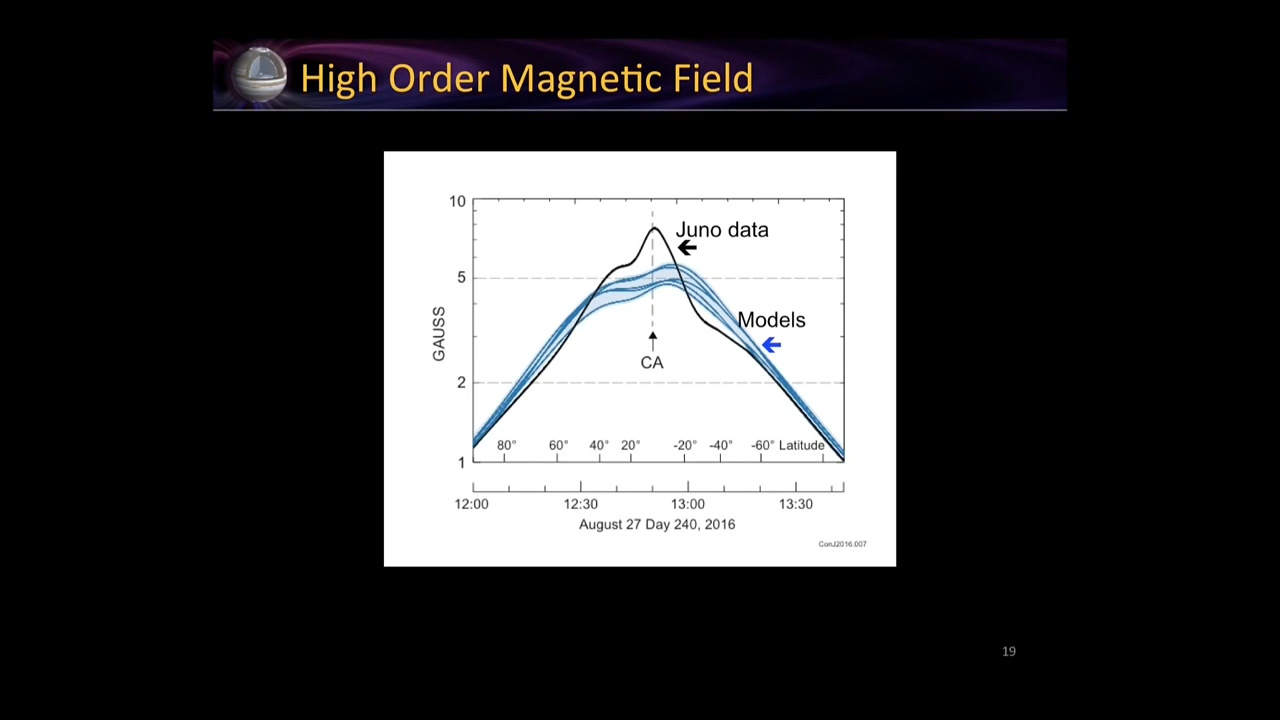 High Order Magnetic Field
10
Juno data
5
GAUSS
Models
CA
2
80° 60° 40° 20° -20° -40° -60° Latitude
1
12:00 12:30 13:00 13:30
August 27 Day 240, 2016
ConJ2016.007
19